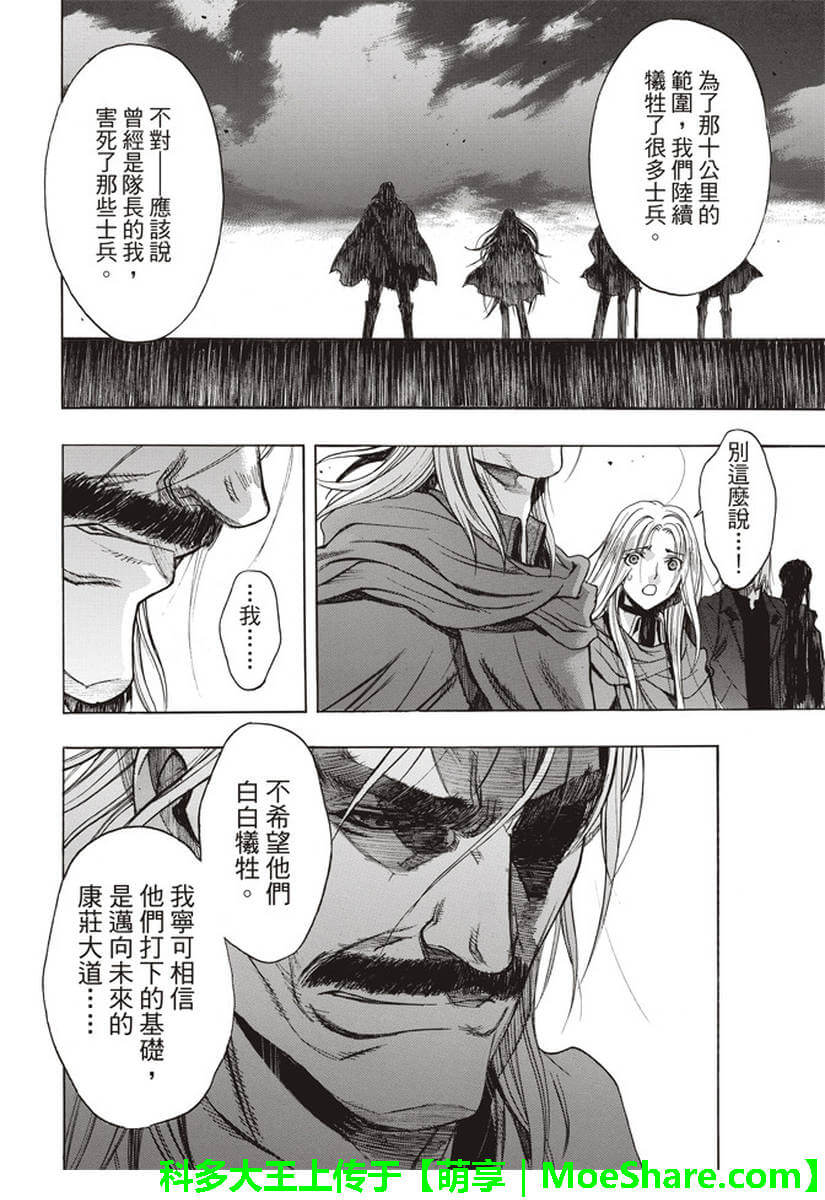 為了那十公里的
範圍，我們陸續
犧牲了很多士兵。
不對——應該說
曾經是隊長的我，
害死了那些士兵。
別這麼說……！
……我……
不希望他們
白白犧牲。
我寧可相信
他們打下的基礎，
是邁向未來的
康莊大道……
科多大王上传于【萌享|MoeShare.com】